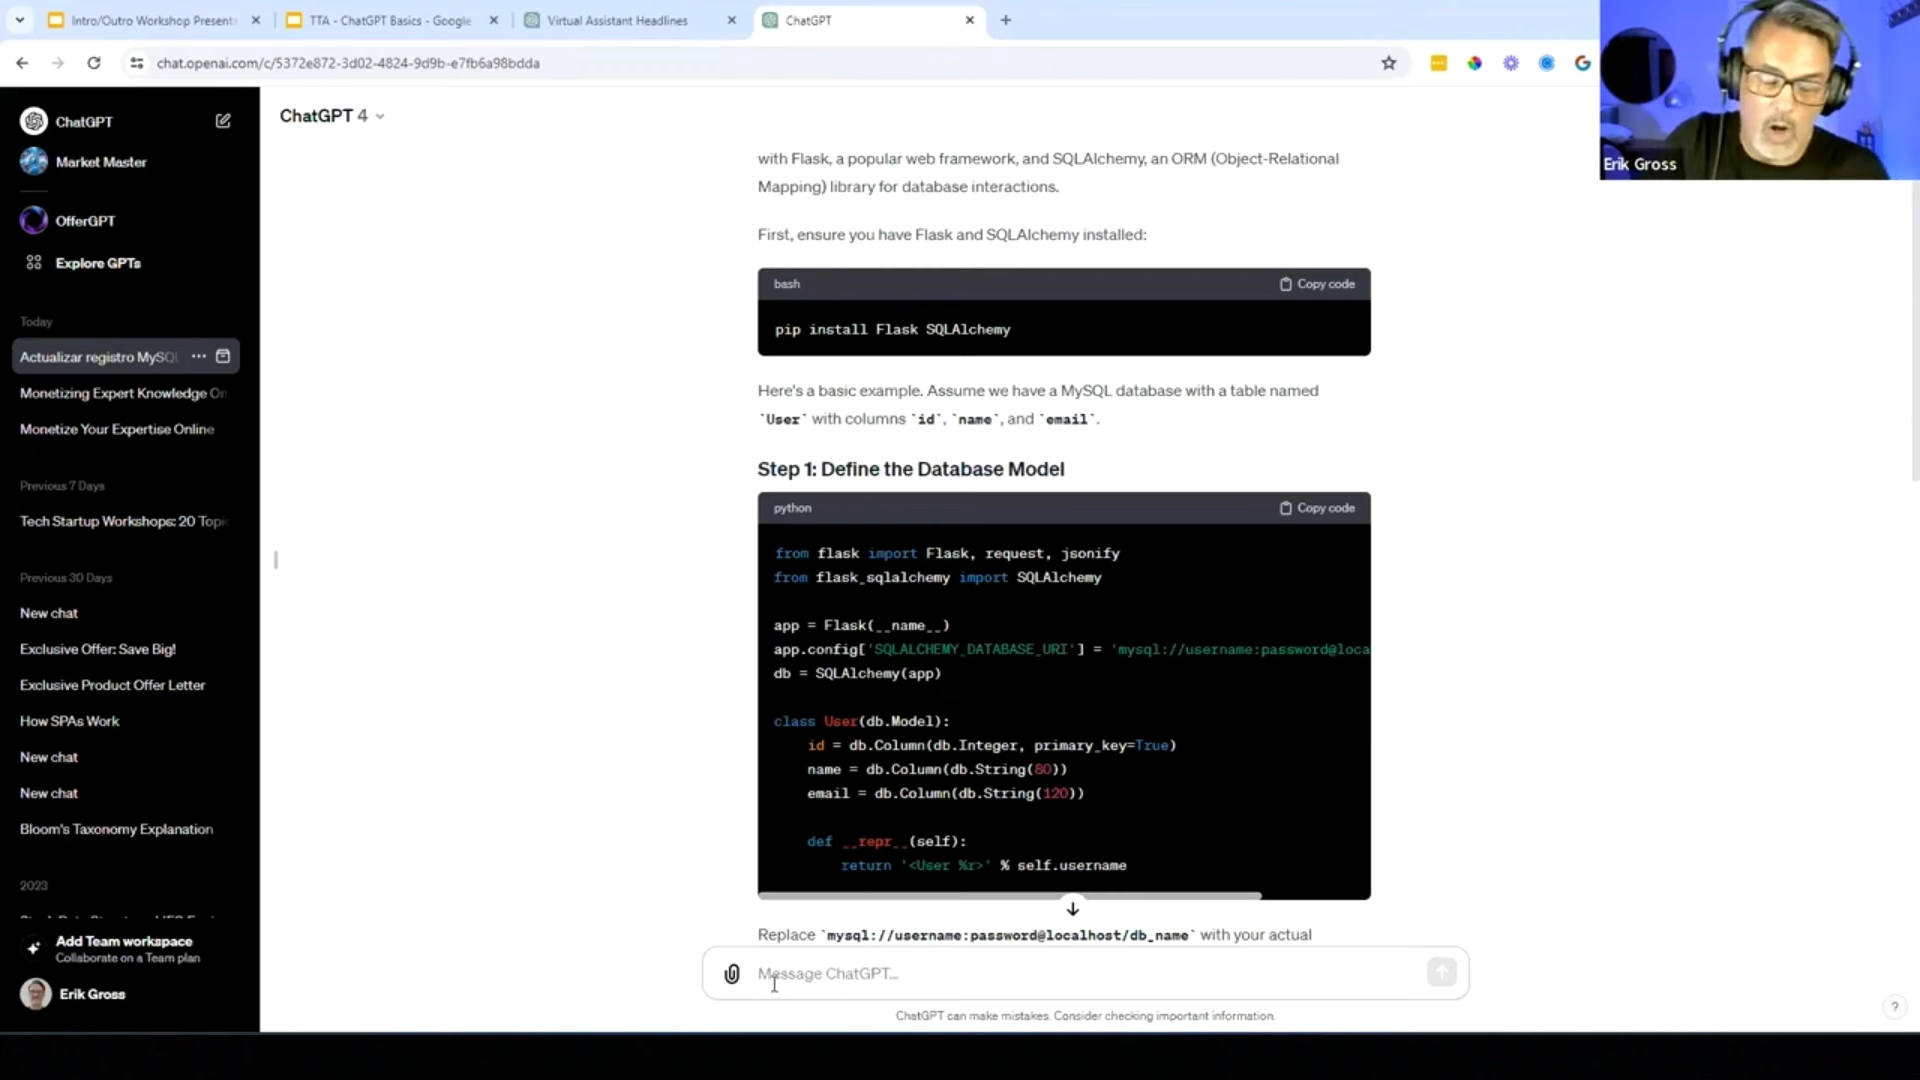 Intro/Outro Workshop Present
TTA - ChatGPT Basics - Google
Virtual Assistant Headlines
ChatGPT
chat.openai.com/c/5372e872-3d02-4824-9d9b-e7fb6a98bdda
Erik Gross
ChatGPT
Market Master
OfferGPT
Explore GPTs
Today
Actualizar registro MySQL
Monetizing Expert Knowledge On
Monetize Your Expertise Online
Previous 7 Days
Tech Startup Workshops: 20 Topi
Previous 30 Days
New chat
Exclusive Offer: Save Big!
Exclusive Product Offer Letter
How SPAs Work
New chat
New chat
Bloom's Taxonomy Explanation
2023
Add Team workspace
Collaborate on a Team plan
Erik Gross
ChatGPT 4
with Flask, a popular web framework, and SQLAlchemy, an ORM (Object-Relational
Mapping) library for database interactions.
First, ensure you have Flask and SQLAlchemy installed:
bash
Copy code
pip install Flask SQLAlchemy
Here's a basic example. Assume we have a MySQL database with a table named
`User` with columns `id`, `name`, and `email`.
Step 1: Define the Database Model
python
Copy code
from flask import Flask, request, jsonify
from flask_sqlalchemy import SQLAlchemy
app = Flask(__name__)
app.config['SQLALCHEMY_DATABASE_URI'] = 'mysql://username:password@loca
db = SQLAlchemy(app)
class User(db.Model):
id = db.Column(db.Integer, primary_key=True)
name = db.Column(db.String(80))
email = db.Column(db.String(120))
def __repr__(self):
return '<User %r>' % self.username
Replace `mysql://username:password@localhost/db_name` with your actual
Message ChatGPT...
ChatGPT can make mistakes. Consider checking important information.
?